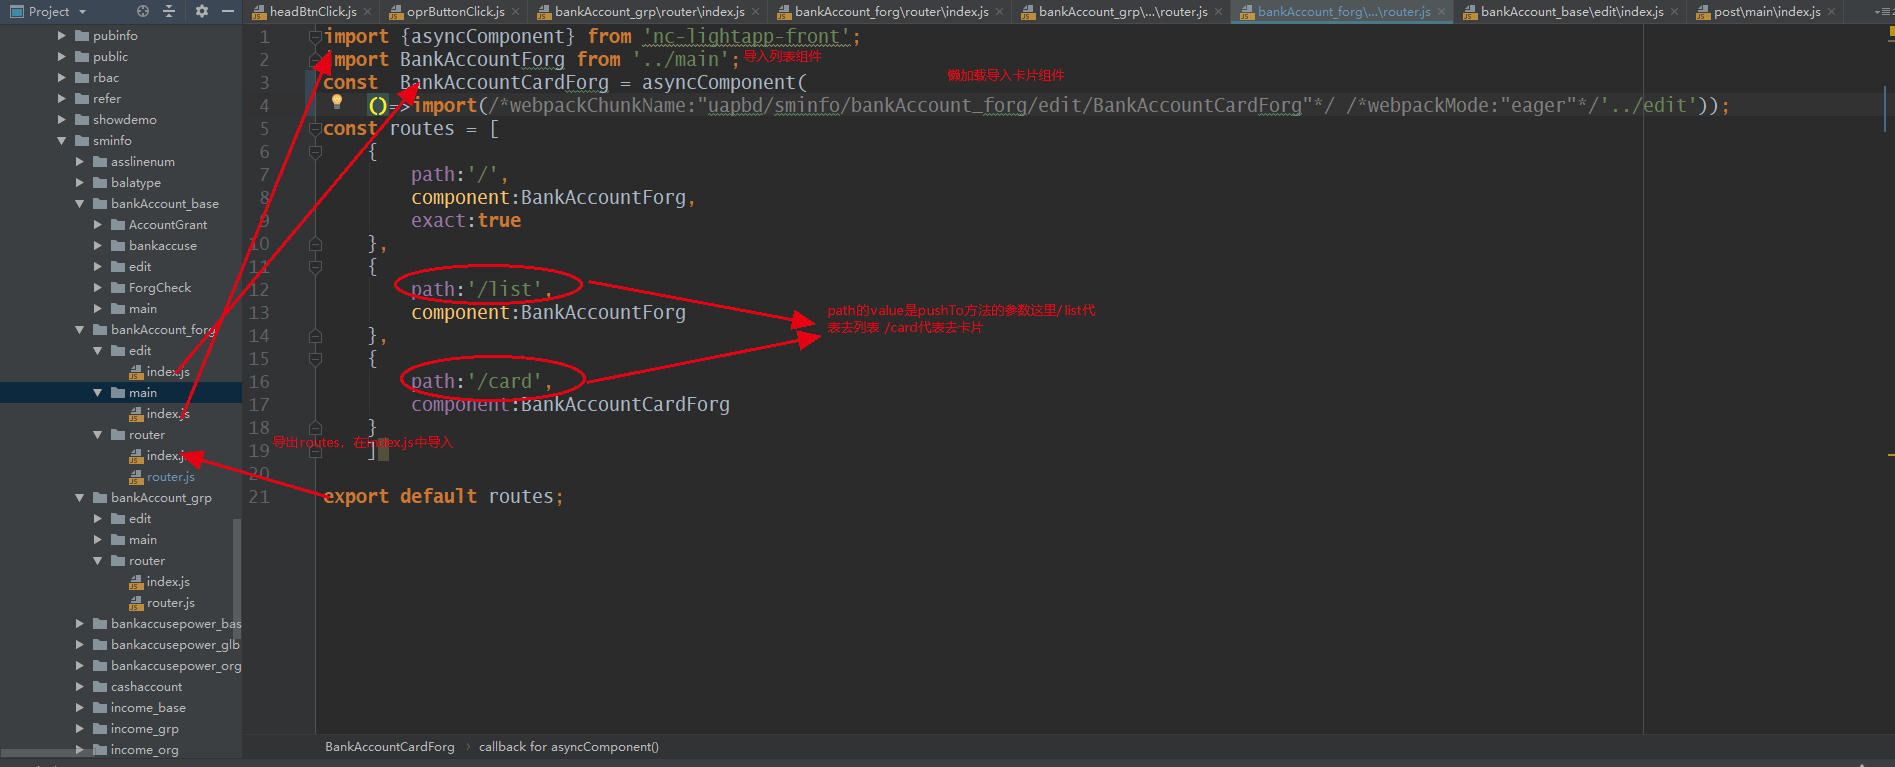 Project
headBtnClick.js
oprButtonClick.js
bankAccount_grp\router\index.js
bankAccount_forg\router\index.js
bankAccount_grp\...\router.js
bankAccount_forg\...\router.js
bankAccount_base\edit\index.js
post\main\index.js
pubinfo
public
rbac
refer
showdemo
sminfo
asslinenum
balatype
bankAccount_base
AccountGrant
bankaccuse
edit
ForgCheck
main
bankAccount_forg
edit
index.js
main
index.js
router
index.js
router.js
bankAccount_grp
edit
main
router
index.js
router.js
bankaccusepower_bas
bankaccusepower_glb
bankaccusepower_org
cashaccount
income_base
income_grp
income_org
1 import {asyncComponent} from 'nc-lightapp-front';
2 import BankAccountForg from '../main'; 导入列表组件
懒加载导入卡片组件
3 const  BankAccountCardForg = asyncComponent(
4 ()=>import(/*webpackChunkName:"uapbd/sminfo/bankAccount_forg/edit/BankAccountCardForg"*/ /*webpackMode:"eager"*/'../edit'));
5 const routes = [
6 {
7 path:'/',
8 component:BankAccountForg,
9 exact:true
10 },
11 {
12 path:'/list',
13 component:BankAccountForg
path的value是pushTo方法的参数这里/list代
表去列表 /card代表去卡片
14 },
15 {
16 path:'/card',
17 component:BankAccountCardForg
18 }
导出routes，在index.js中导入
19 ]
20
21 export default routes;
BankAccountCardForg › callback for asyncComponent()